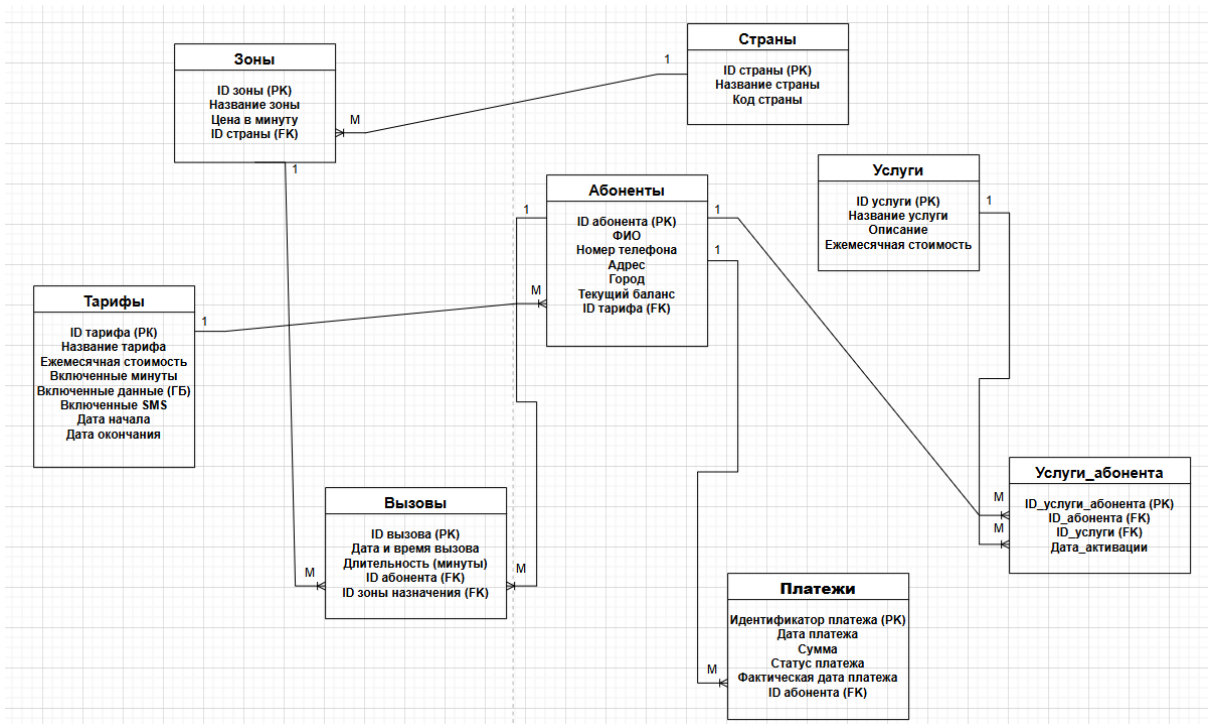 Страны
ID страны (PK)
Название страны
Код страны
1
Зоны
ID зоны (PK)
Название зоны
Цена в минуту
ID страны (FK)
M
1
Услуги
ID услуги (PK)
Название услуги
Описание
Ежемесячная стоимость
1
Абоненты
ID абонента (PK)
ФИО
Номер телефона
Адрес
Город
Текущий баланс
ID тарифа (FK)
1
1
1
M
Тарифы
ID тарифа (PK)
Название тарифа
Ежемесячная стоимость
Включенные минуты
Включенные данные (ГБ)
Включенные SMS
Дата начала
Дата окончания
1
Вызовы
ID вызова (PK)
Дата и время вызова
Длительность (минуты)
ID абонента (FK)
ID зоны назначения (FK)
M
M
Услуги_абонента
ID_услуги_абонента (PK)
ID_абонента (FK)
ID_услуги (FK)
Дата_активации
M
M
Платежи
Идентификатор платежа (PK)
Дата платежа
Сумма
Статус платежа
Фактическая дата платежа
ID абонента (FK)
M